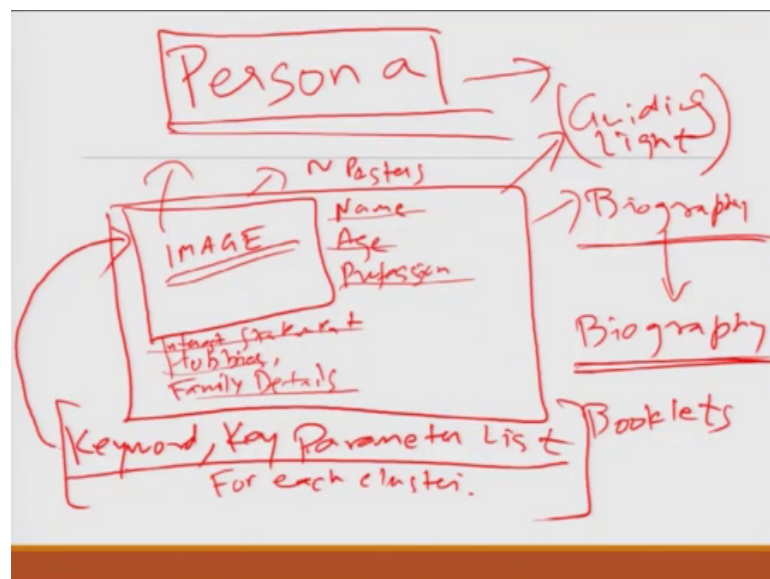 Persona
(Guiding
Light)
~ Posters
Name
Age
Profession
IMAGE
Biography
Interest Statement
Hobbies,
Family Details
Biography
Booklets
[Keyword, Key Parameter List]
For each cluster.